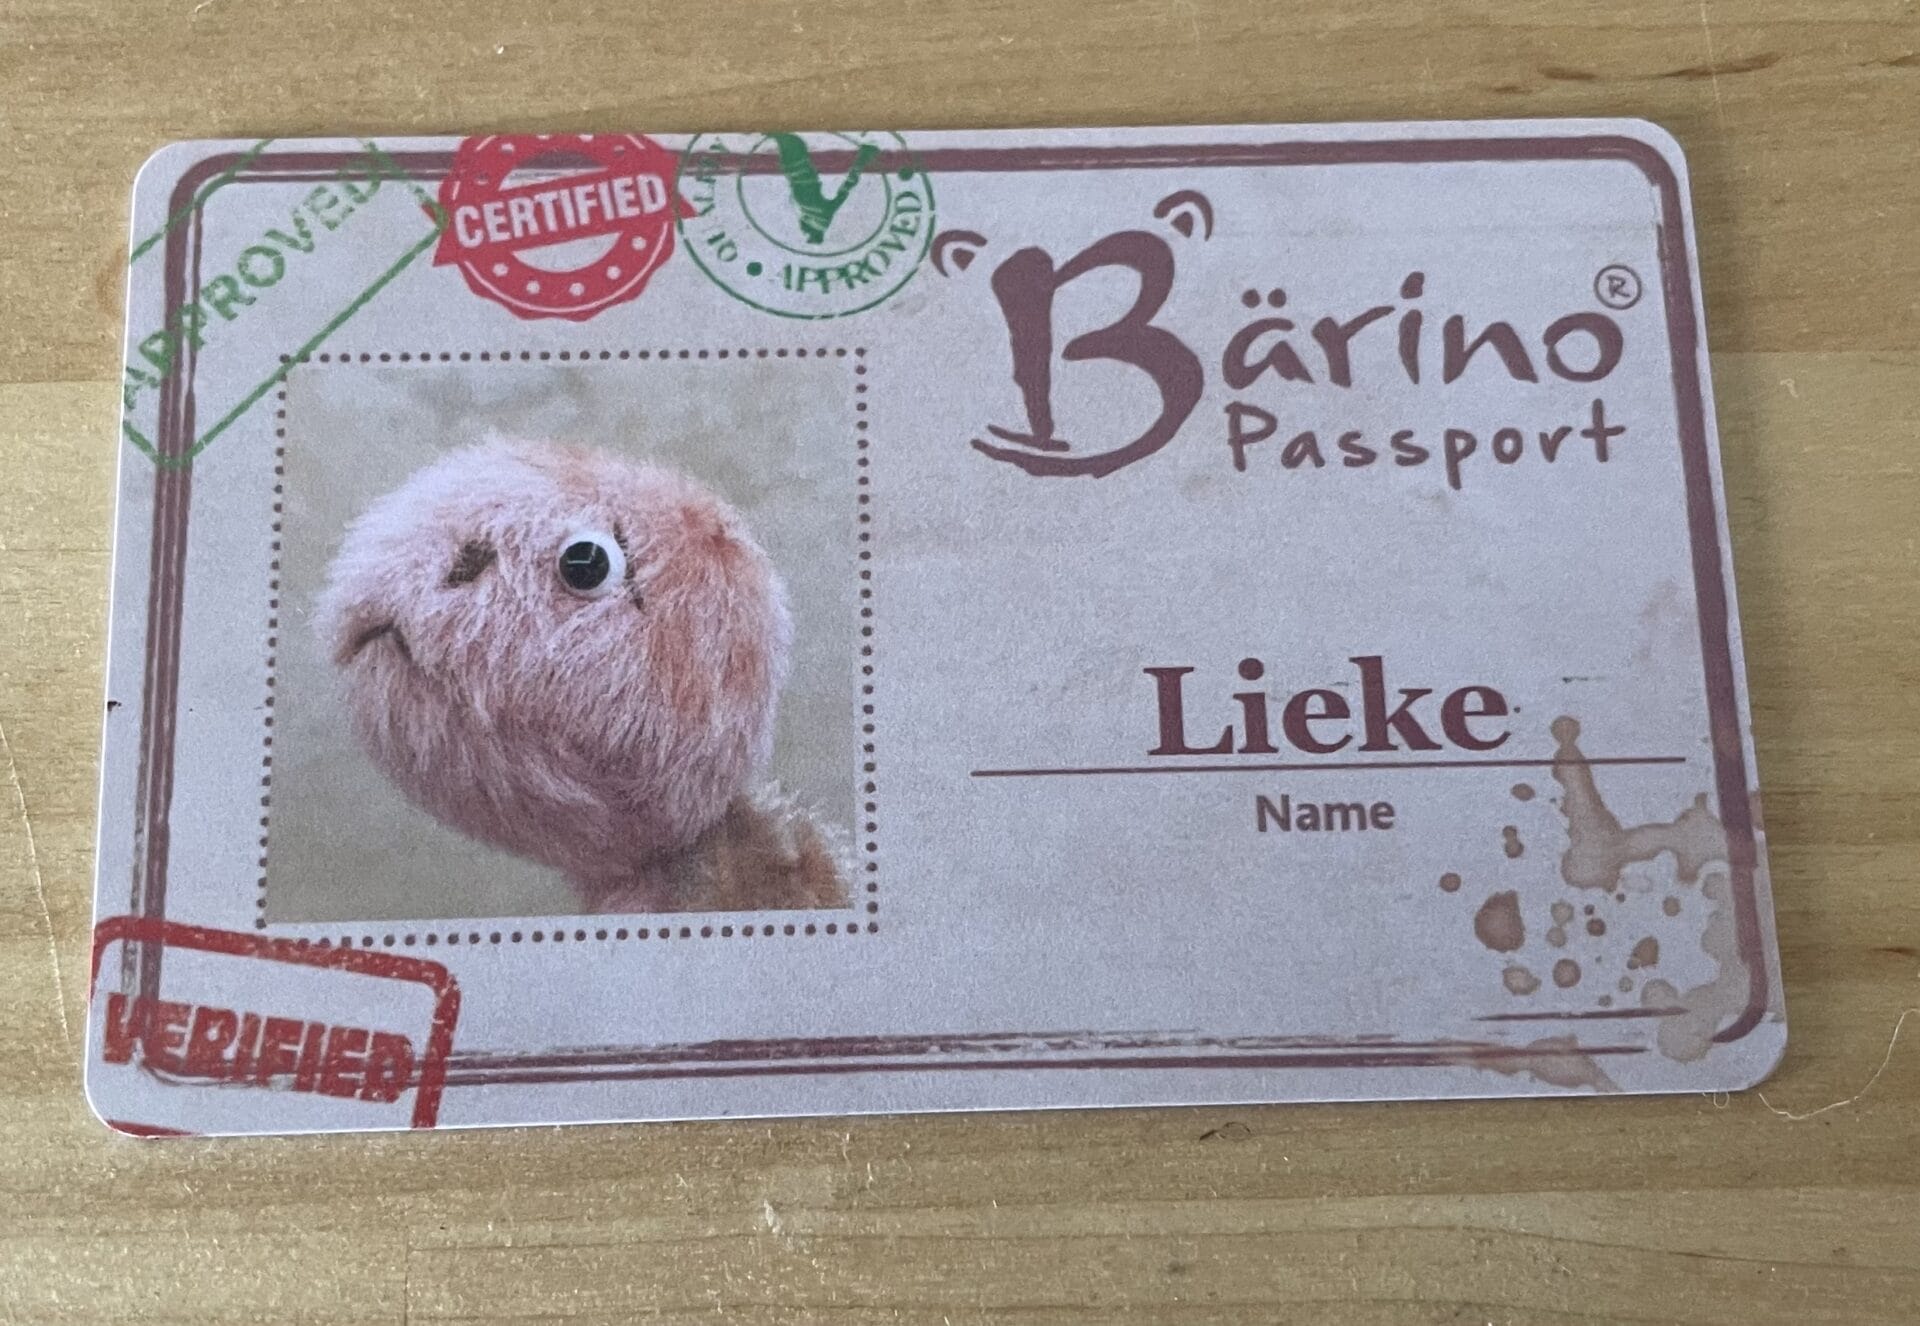 APPROVED
CERTIFIED
APPROVED
Bärino®
Passport
Lieke
Name
VERIFIED